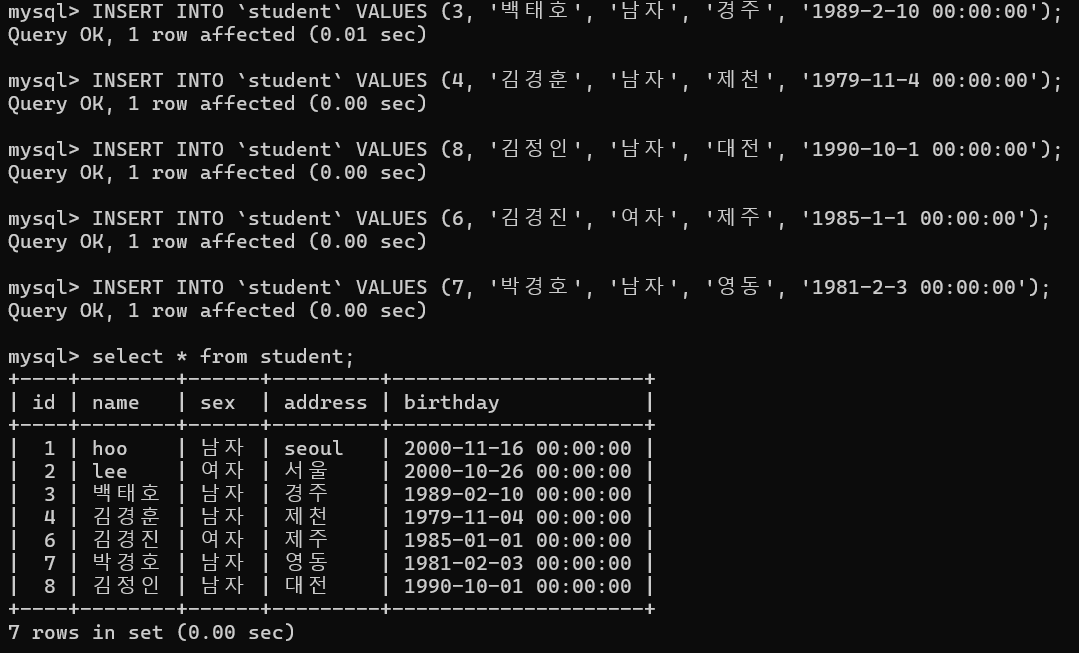 mysql> INSERT INTO `student` VALUES (3, '백태호', '남자', '경주', '1989-2-10 00:00:00');
Query OK, 1 row affected (0.01 sec)
mysql> INSERT INTO `student` VALUES (4, '김경훈', '남자', '제천', '1979-11-4 00:00:00');
Query OK, 1 row affected (0.00 sec)
mysql> INSERT INTO `student` VALUES (8, '김정인', '남자', '대전', '1990-10-1 00:00:00');
Query OK, 1 row affected (0.00 sec)
mysql> INSERT INTO `student` VALUES (6, '김경진', '여자', '제주', '1985-1-1 00:00:00');
Query OK, 1 row affected (0.00 sec)
mysql> INSERT INTO `student` VALUES (7, '박경호', '남자', '영동', '1981-2-3 00:00:00');
Query OK, 1 row affected (0.00 sec)
mysql> select * from student;
+----+--------+------+---------+---------------------+
| id | name   | sex  | address | birthday            |
+----+--------+------+---------+---------------------+
|  1 | hoo    | 남자 | seoul   | 2000-11-16 00:00:00 |
|  2 | lee    | 여자 | 서울    | 2000-10-26 00:00:00 |
|  3 | 백태호 | 남자 | 경주    | 1989-02-10 00:00:00 |
|  4 | 김경훈 | 남자 | 제천    | 1979-11-04 00:00:00 |
|  6 | 김경진 | 여자 | 제주    | 1985-01-01 00:00:00 |
|  7 | 박경호 | 남자 | 영동    | 1981-02-03 00:00:00 |
|  8 | 김정인 | 남자 | 대전    | 1990-10-01 00:00:00 |
+----+--------+------+---------+---------------------+
7 rows in set (0.00 sec)